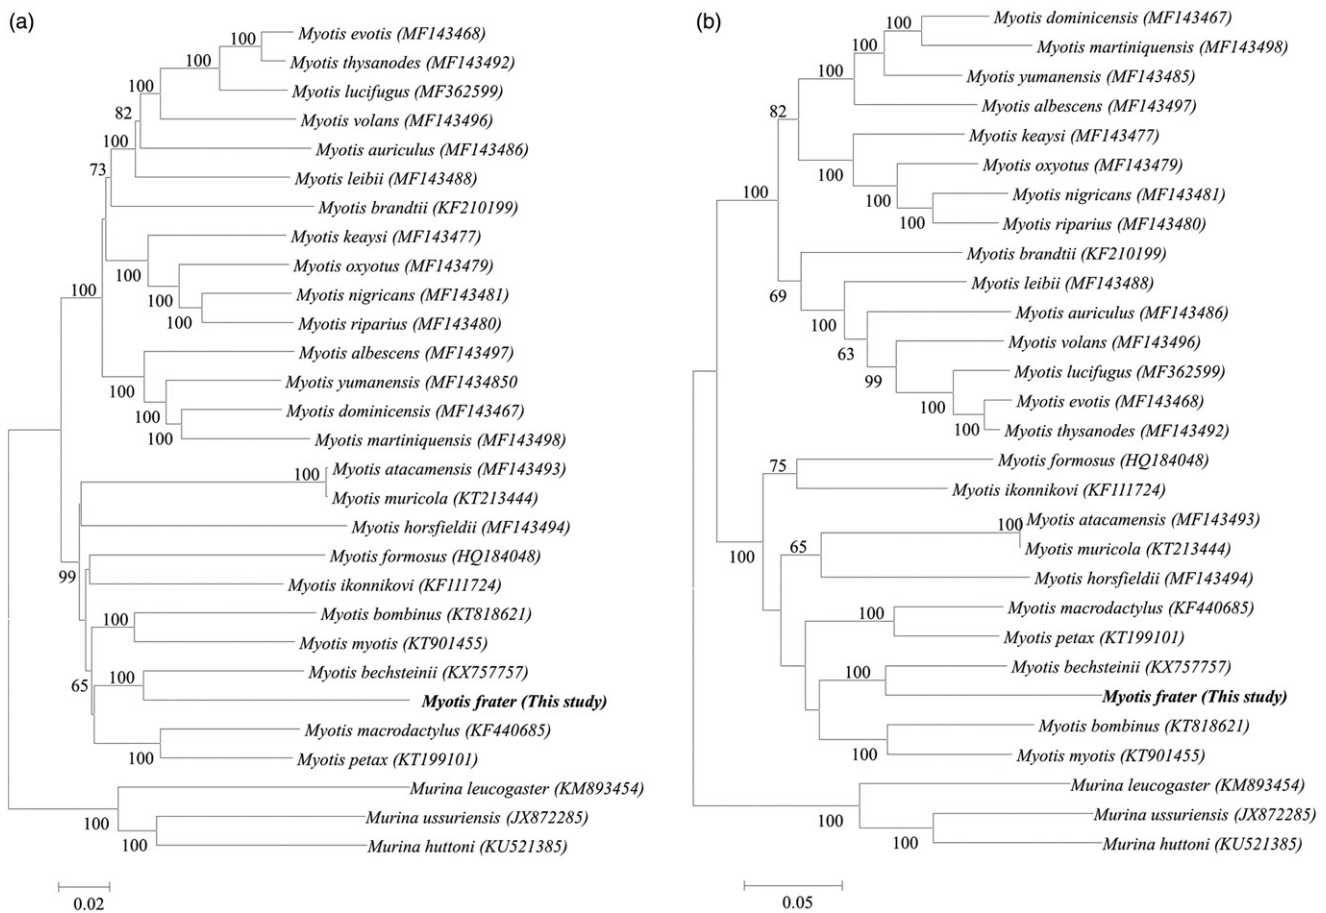 (a)
100
Myotis evotis (MF143468)
100
Myotis thysanodes (MF143492)
100
Myotis lucifugus (MF362599)
82
Myotis volans (MF143496)
100
Myotis auriculus (MF143486)
73
Myotis leibii (MF143488)
Myotis brandtii (KF210199)
Myotis keaysi (MF143477)
100
Myotis oxyotus (MF143479)
100
100
Myotis nigricans (MF143481)
100
Myotis riparius (MF143480)
Myotis albescens (MF143497)
100
Myotis yumanensis (MF1434850
100
Myotis dominicensis (MF143467)
100
Myotis martiniquensis (MF143498)
100
Myotis atacamensis (MF143493)
Myotis muricola (KT213444)
Myotis horsfieldii (MF143494)
Myotis formosus (HQ184048)
99
Myotis ikonnikovi (KF111724)
100
Myotis bombinus (KT818621)
Myotis myotis (KT901455)
100
Myotis bechsteinii (KX757757)
65
Myotis frater (This study)
Myotis macrodactylus (KF440685)
100
Myotis petax (KT199101)
Murina leucogaster (KM893454)
100
Murina ussuriensis (JX872285)
100
Murina huttoni (KU521385)
0.02
(b)
100
Myotis dominicensis (MF143467)
100
Myotis martiniquensis (MF143498)
100
Myotis yumanensis (MF143485)
82
Myotis albescens (MF143497)
Myotis keaysi (MF143477)
100
Myotis oxyotus (MF143479)
100
100
Myotis nigricans (MF143481)
100
Myotis riparius (MF143480)
Myotis brandtii (KF210199)
69
Myotis leibii (MF143488)
100
Myotis auriculus (MF143486)
63
Myotis volans (MF143496)
99
Myotis lucifugus (MF362599)
100
Myotis evotis (MF143468)
100
Myotis thysanodes (MF143492)
75
Myotis formosus (HQ184048)
Myotis ikonnikovi (KF111724)
100
Myotis atacamensis (MF143493)
100
65
Myotis muricola (KT213444)
Myotis horsfieldii (MF143494)
100
Myotis macrodactylus (KF440685)
Myotis petax (KT199101)
100
Myotis bechsteinii (KX757757)
Myotis frater (This study)
Myotis bombinus (KT818621)
100
Myotis myotis (KT901455)
Murina leucogaster (KM893454)
100
Murina ussuriensis (JX872285)
100
Murina huttoni (KU521385)
0.05